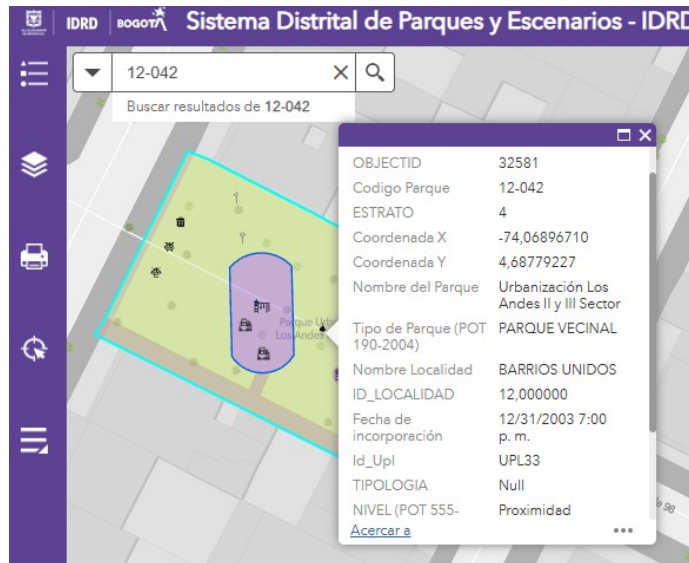 IDRD BOGOTÁ Sistema Distrital de Parques y Escenarios - IDRD
12-042
Buscar resultados de 12-042
OBJECTID 32581
Codigo Parque 12-042
ESTRATO 4
Coordenada X -74,06896710
Coordenada Y 4,68779227
Nombre del Parque Urbanización Los
Andes II y III Sector
Tipo de Parque (POT PARQUE VECINAL
190-2004)
Nombre Localidad BARRIOS UNIDOS
ID_LOCALIDAD 12,000000
Fecha de 12/31/2003 7:00
incorporación p. m.
Id_Upl UPL33
TIPOLOGIA Null
NIVEL (POT 555- Proximidad
Acercar a
Parque Urb
Los Andes
de 98